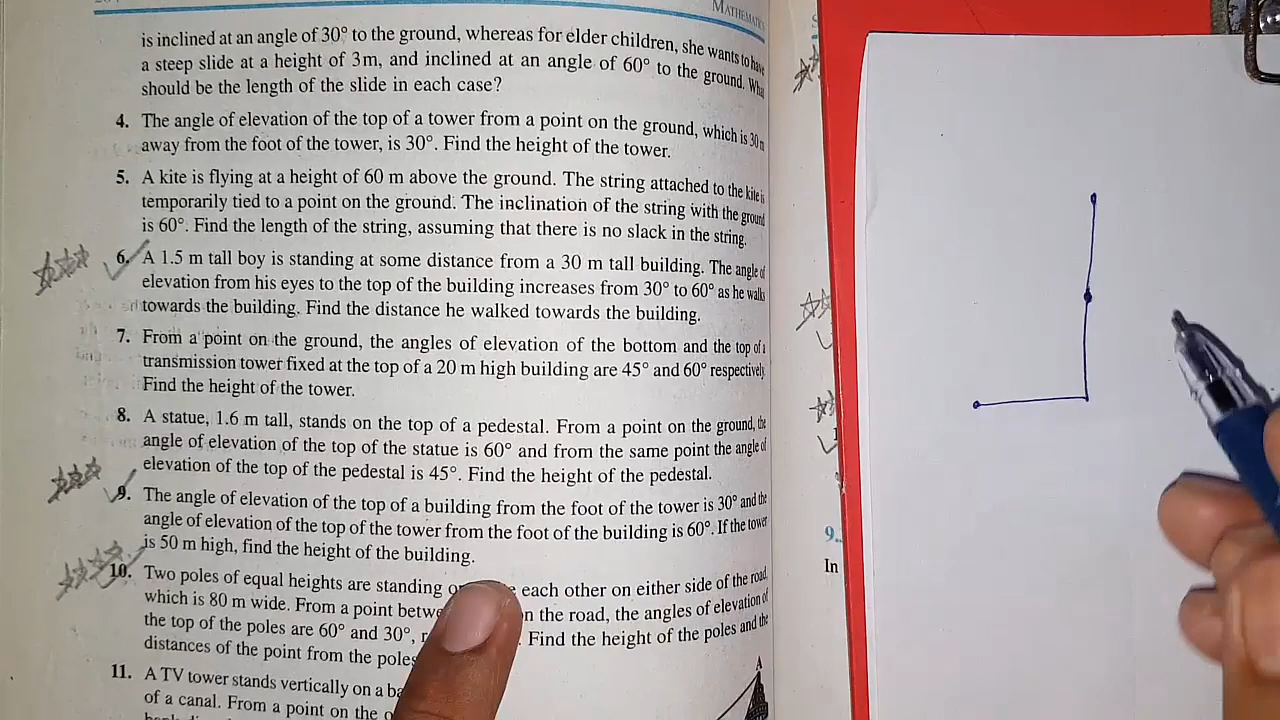 MATHEMATICS
is inclined at an angle of 30° to the ground, whereas for elder children, she wants to have
a steep slide at a height of 3m, and inclined at an angle of 60° to the ground. What
should be the length of the slide in each case?
4. The angle of elevation of the top of a tower from a point on the ground, which is 30 m
away from the foot of the tower, is 30°. Find the height of the tower.
5. A kite is flying at a height of 60 m above the ground. The string attached to the kite is
temporarily tied to a point on the ground. The inclination of the string with the ground
is 60°. Find the length of the string, assuming that there is no slack in the string.
6. A 1.5 m tall boy is standing at some distance from a 30 m tall building. The angle of
elevation from his eyes to the top of the building increases from 30° to 60° as he walks
towards the building. Find the distance he walked towards the building.
7. From a point on the ground, the angles of elevation of the bottom and the top of a
transmission tower fixed at the top of a 20 m high building are 45° and 60° respectively.
Find the height of the tower.
8. A statue, 1.6 m tall, stands on the top of a pedestal. From a point on the ground, the
angle of elevation of the top of the statue is 60° and from the same point the angle of
elevation of the top of the pedestal is 45°. Find the height of the pedestal.
9. The angle of elevation of the top of a building from the foot of the tower is 30° and the
angle of elevation of the top of the tower from the foot of the building is 60°. If the tower
is 50 m high, find the height of the building.
10. Two poles of equal heights are standing each other on either side of the road,
which is 80 m wide. From a point on the road, the angles of elevation of
the top of the poles are 60° and 30°, Find the height of the poles and the
distances of the point from the poles
11. A TV tower stands vertically on a
of a canal. From a point on the
A
9.
In